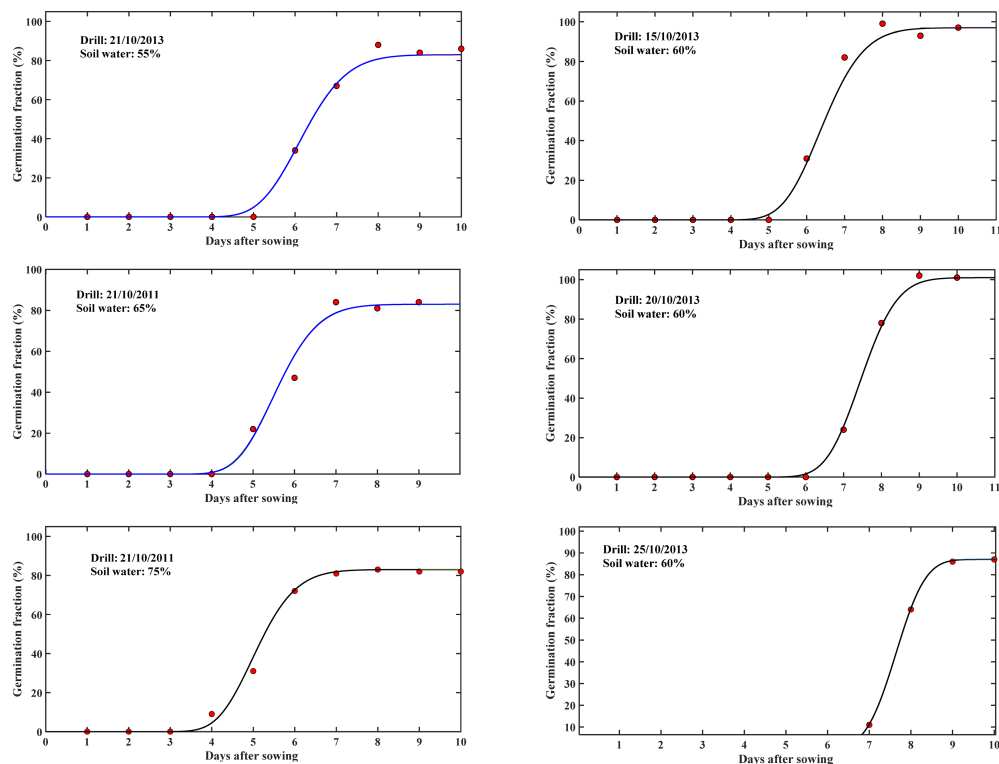 Drill: 21/10/2013
Soil water: 55%
Germination fraction (%)
100
80
60
40
20
0
0 1 2 3 4 5 6 7 8 9 10
Days after sowing
Drill: 15/10/2013
Soil water: 60%
Germination fraction (%)
100
80
60
40
20
0
0 1 2 3 4 5 6 7 8 9 10 11
Days after sowing
Drill: 21/10/2011
Soil water: 65%
Germination fraction (%)
100
80
60
40
20
0
0 1 2 3 4 5 6 7 8 9
Days after sowing
Drill: 20/10/2013
Soil water: 60%
Germination fraction (%)
100
80
60
40
20
0
0 1 2 3 4 5 6 7 8 9 10 11
Days after sowing
Drill: 21/10/2011
Soil water: 75%
Germination fraction (%)
100
80
60
40
20
0
0 1 2 3 4 5 6 7 8 9 10
Days after sowing
Drill: 25/10/2013
Soil water: 60%
Germination fraction (%)
100
90
80
70
60
50
40
30
20
10
1 2 3 4 5 6 7 8 9 10
Days after sowing